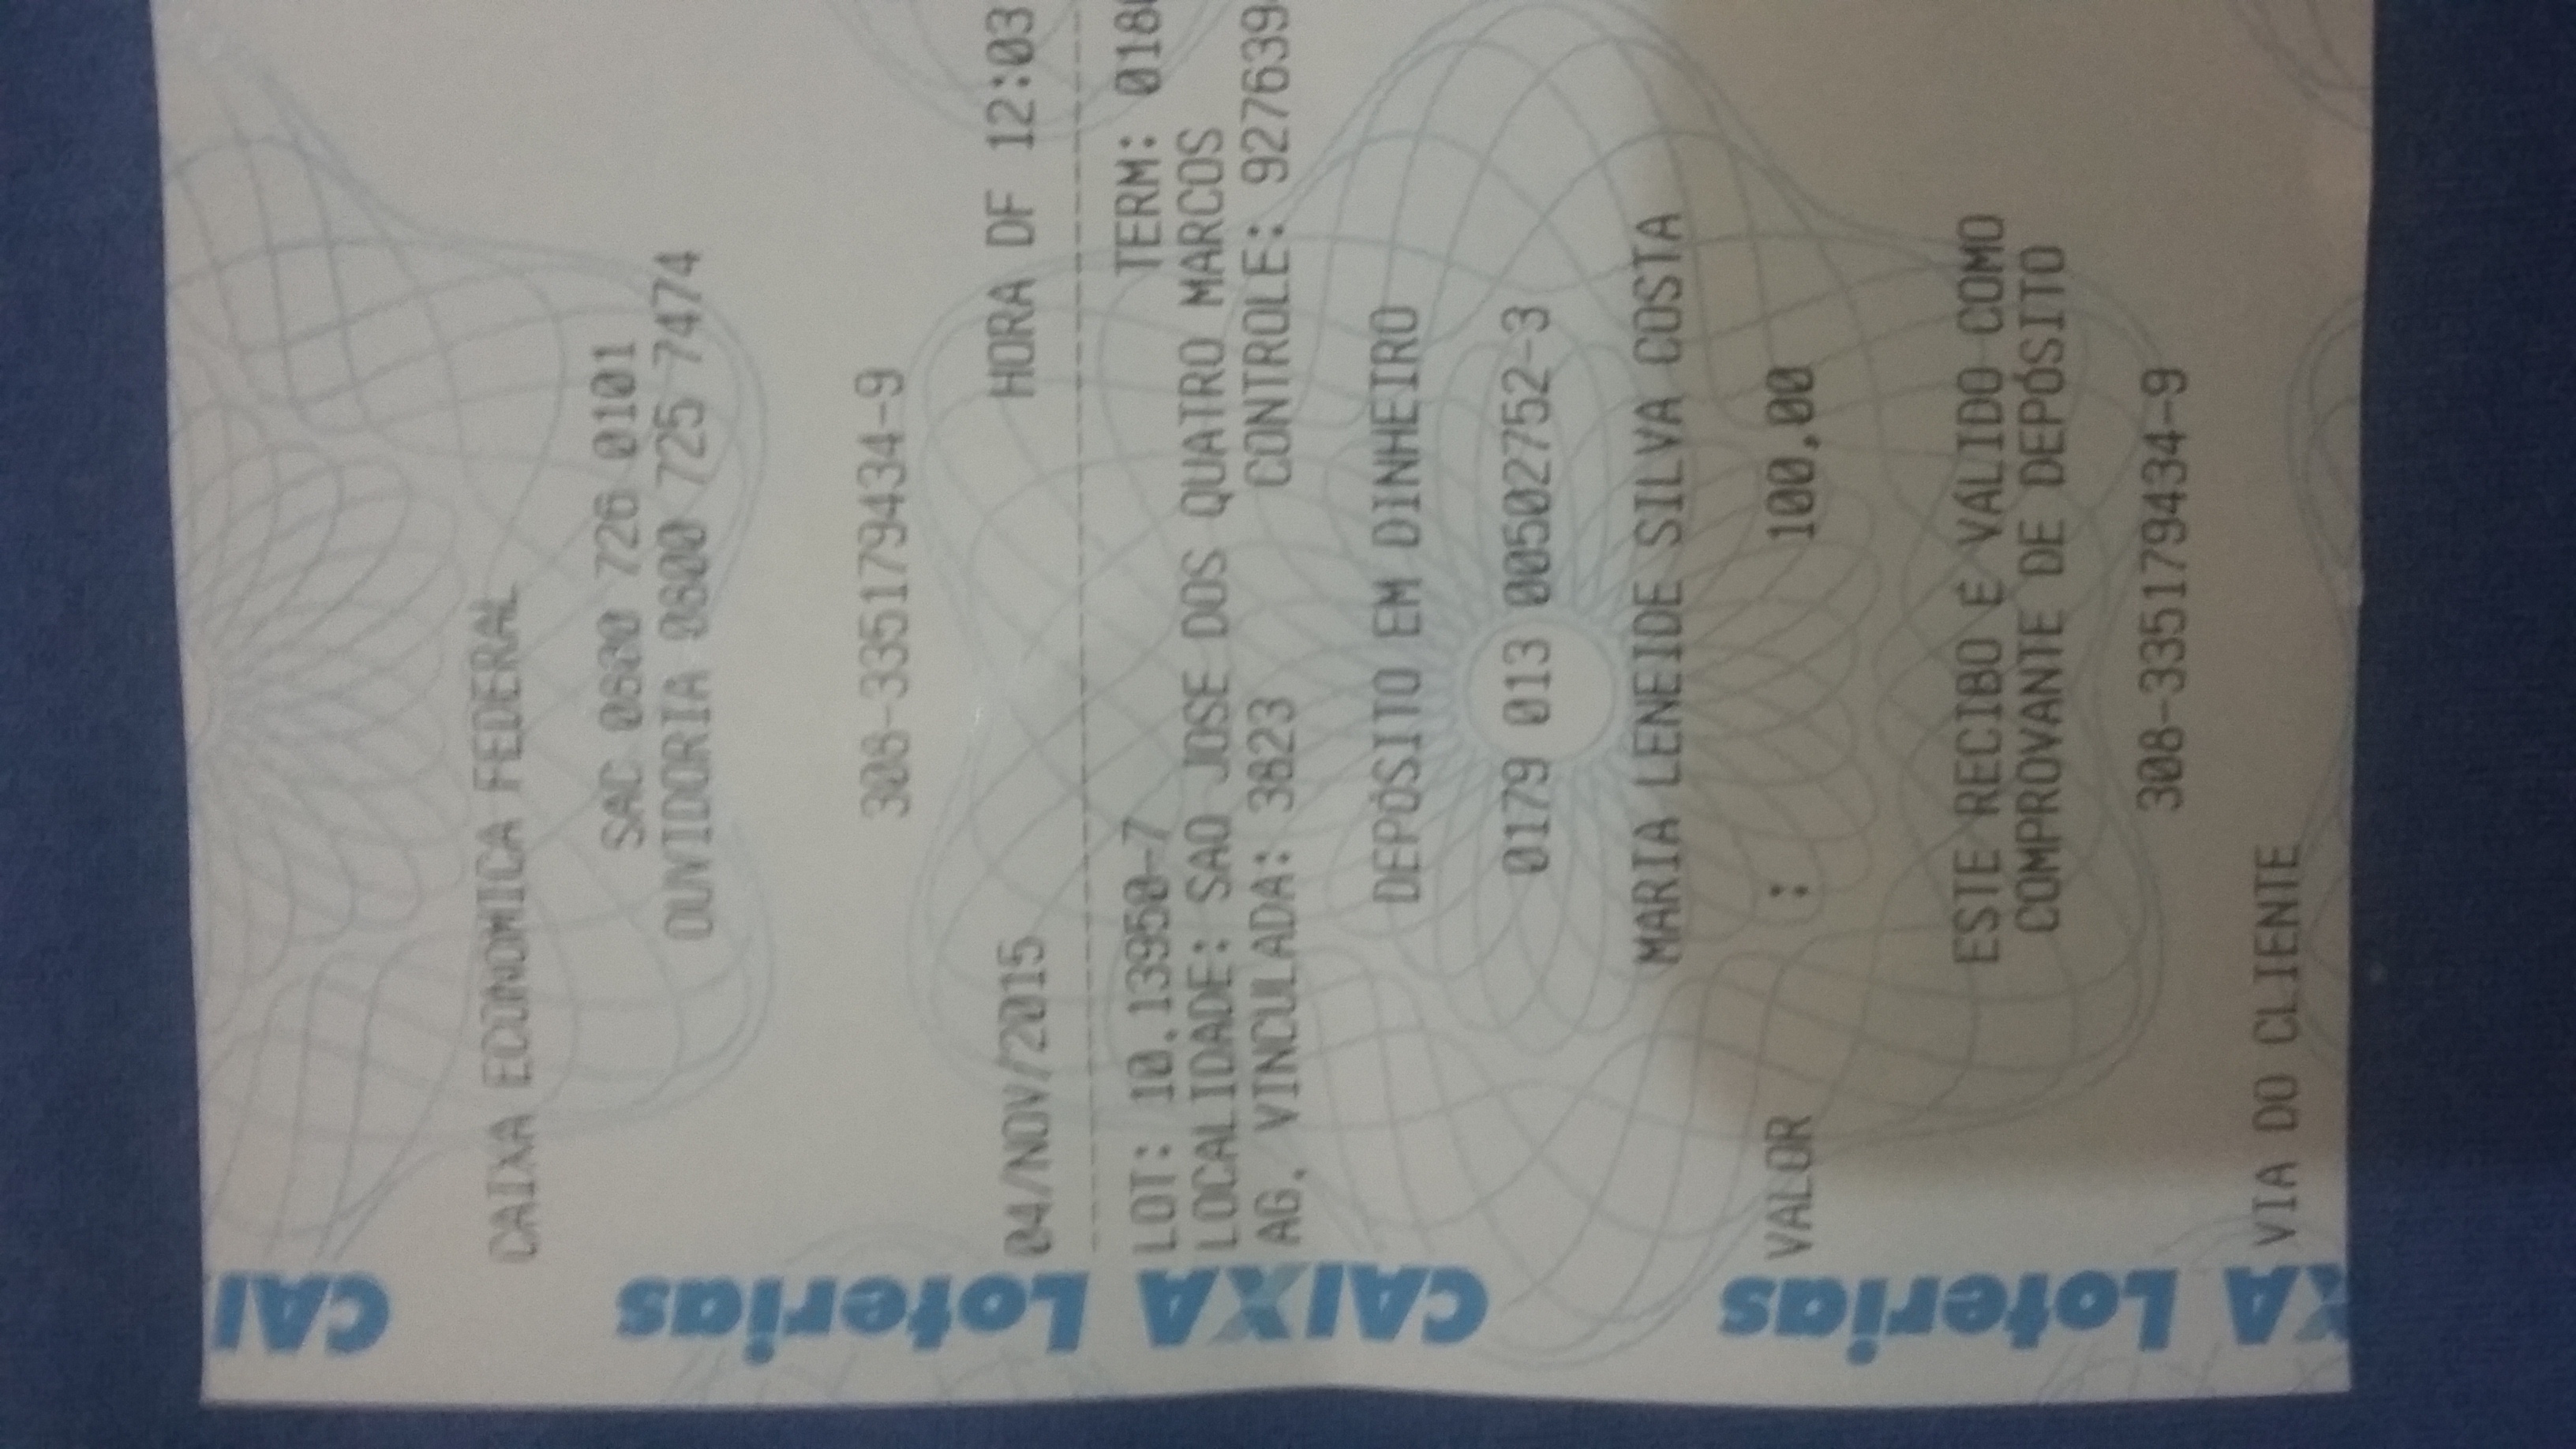 CAIXA ECONOMICA FEDERAL
SAC 0800 726 0101
OUVIDORIA 0800 725 7474
308-335179434-9
04/NOV/2015 HORA DF 12:03
LOT: 10.13950-7 TERM: 018
LOCALIDADE: SAO JOSE DOS QUATRO MARCOS
AG. VINCULADA: 3823 CONTROLE: 927639
DEPÓSITO EM DINHEIRO
0179 013 00502752-3
MARIA LENEIDE SILVA COSTA
VALOR : 100,00
ESTE RECIBO É VÁLIDO COMO
COMPROVANTE DE DEPÓSITO
308-335179434-9
VIA DO CLIENTE
CAI
CAIXA Loterias
XA Loterias